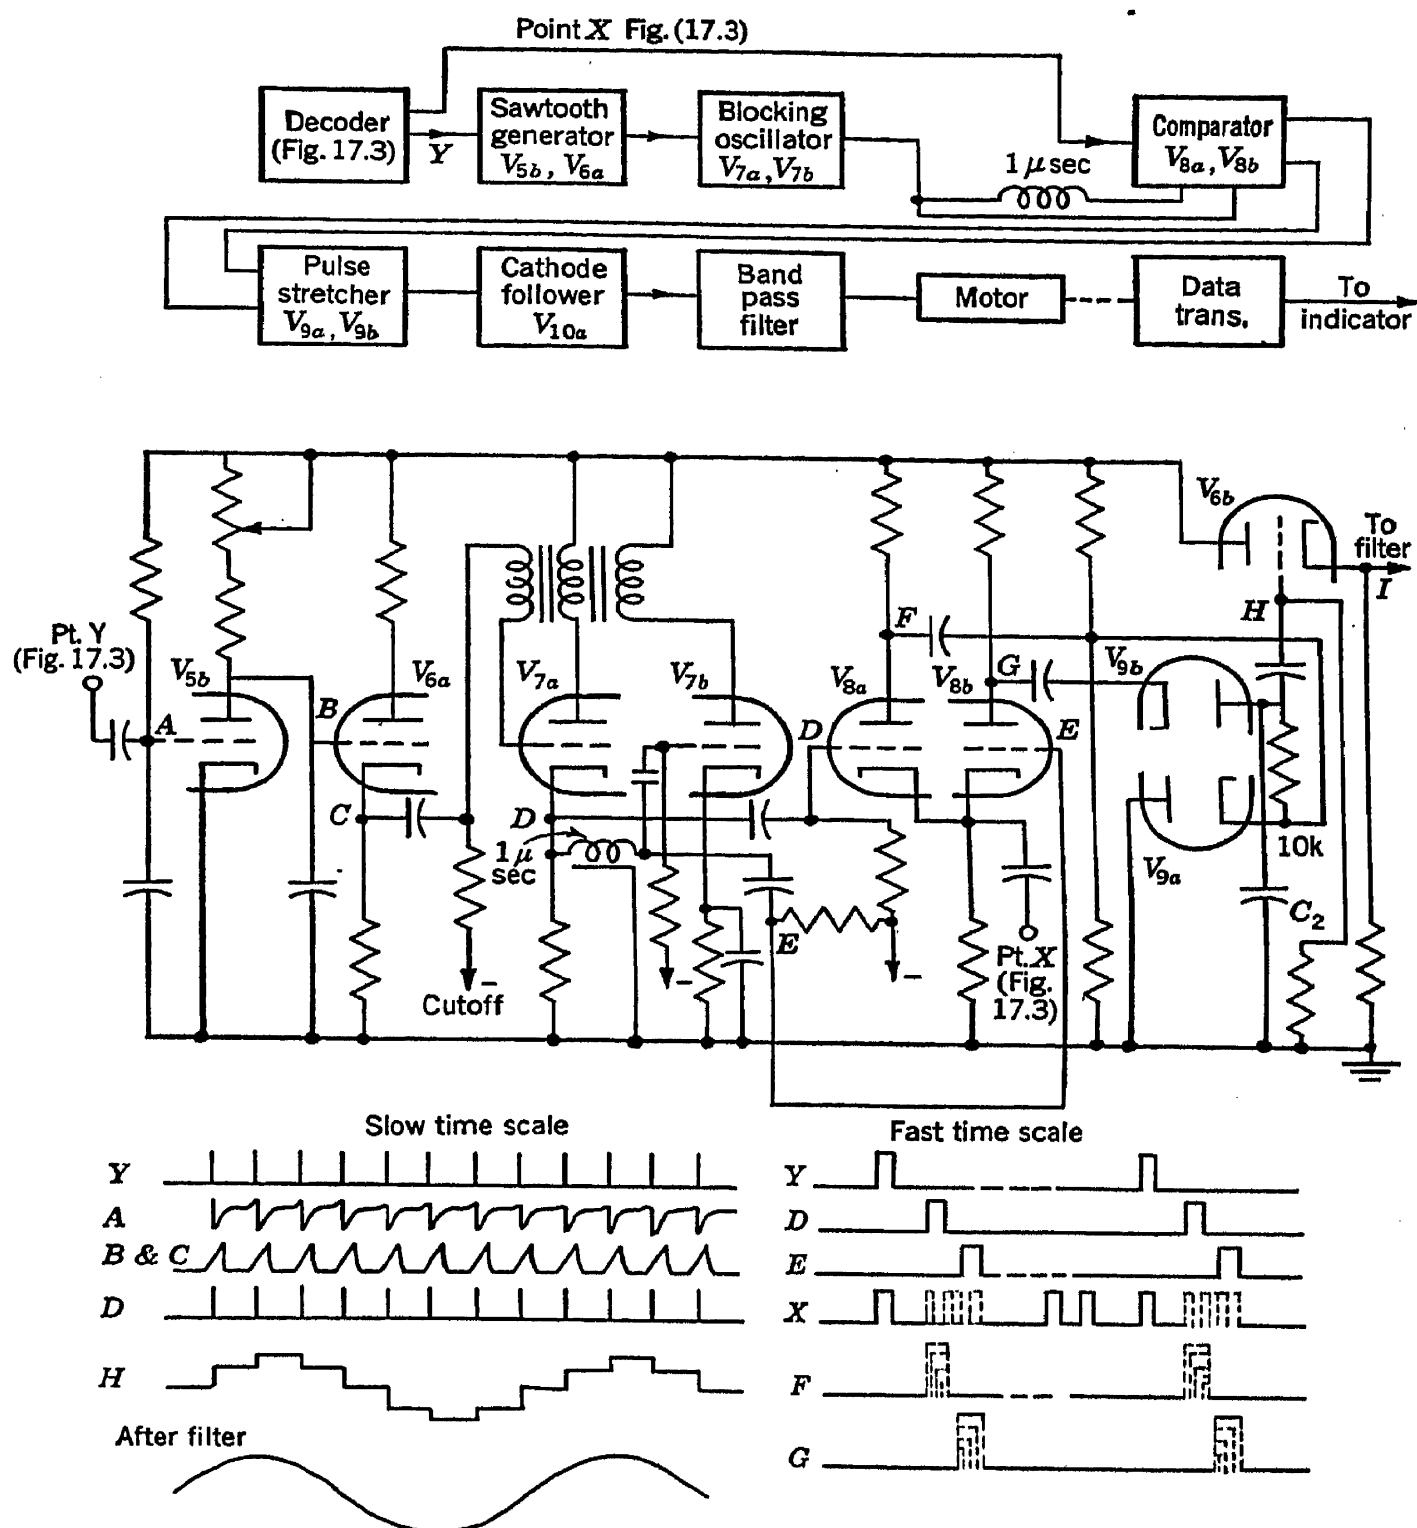 Point X Fig. (17.3)
Decoder
(Fig. 17.3)
Y
Sawtooth
generator
V5b, V6a
Blocking
oscillator
V7a, V7b
1 μ sec
Comparator
V8a, V8b
Pulse
stretcher
V9a, V9b
Cathode
follower
V10a
Band
pass
filter
Motor
Data
trans.
To
indicator
V6b
To
filter
I
H
Pt. Y
(Fig. 17.3)
V5b
A
B
V6a
V7a
V7b
V8a
V8b
F
G
V9b
D
E
C
D
1 μ
sec
10k
V9a
C2
E
Cutoff
–
–
–
Pt. X
(Fig.
17.3)
Slow time scale
Y
A
B & C
D
H
After filter
Fast time scale
Y
D
E
X
F
G